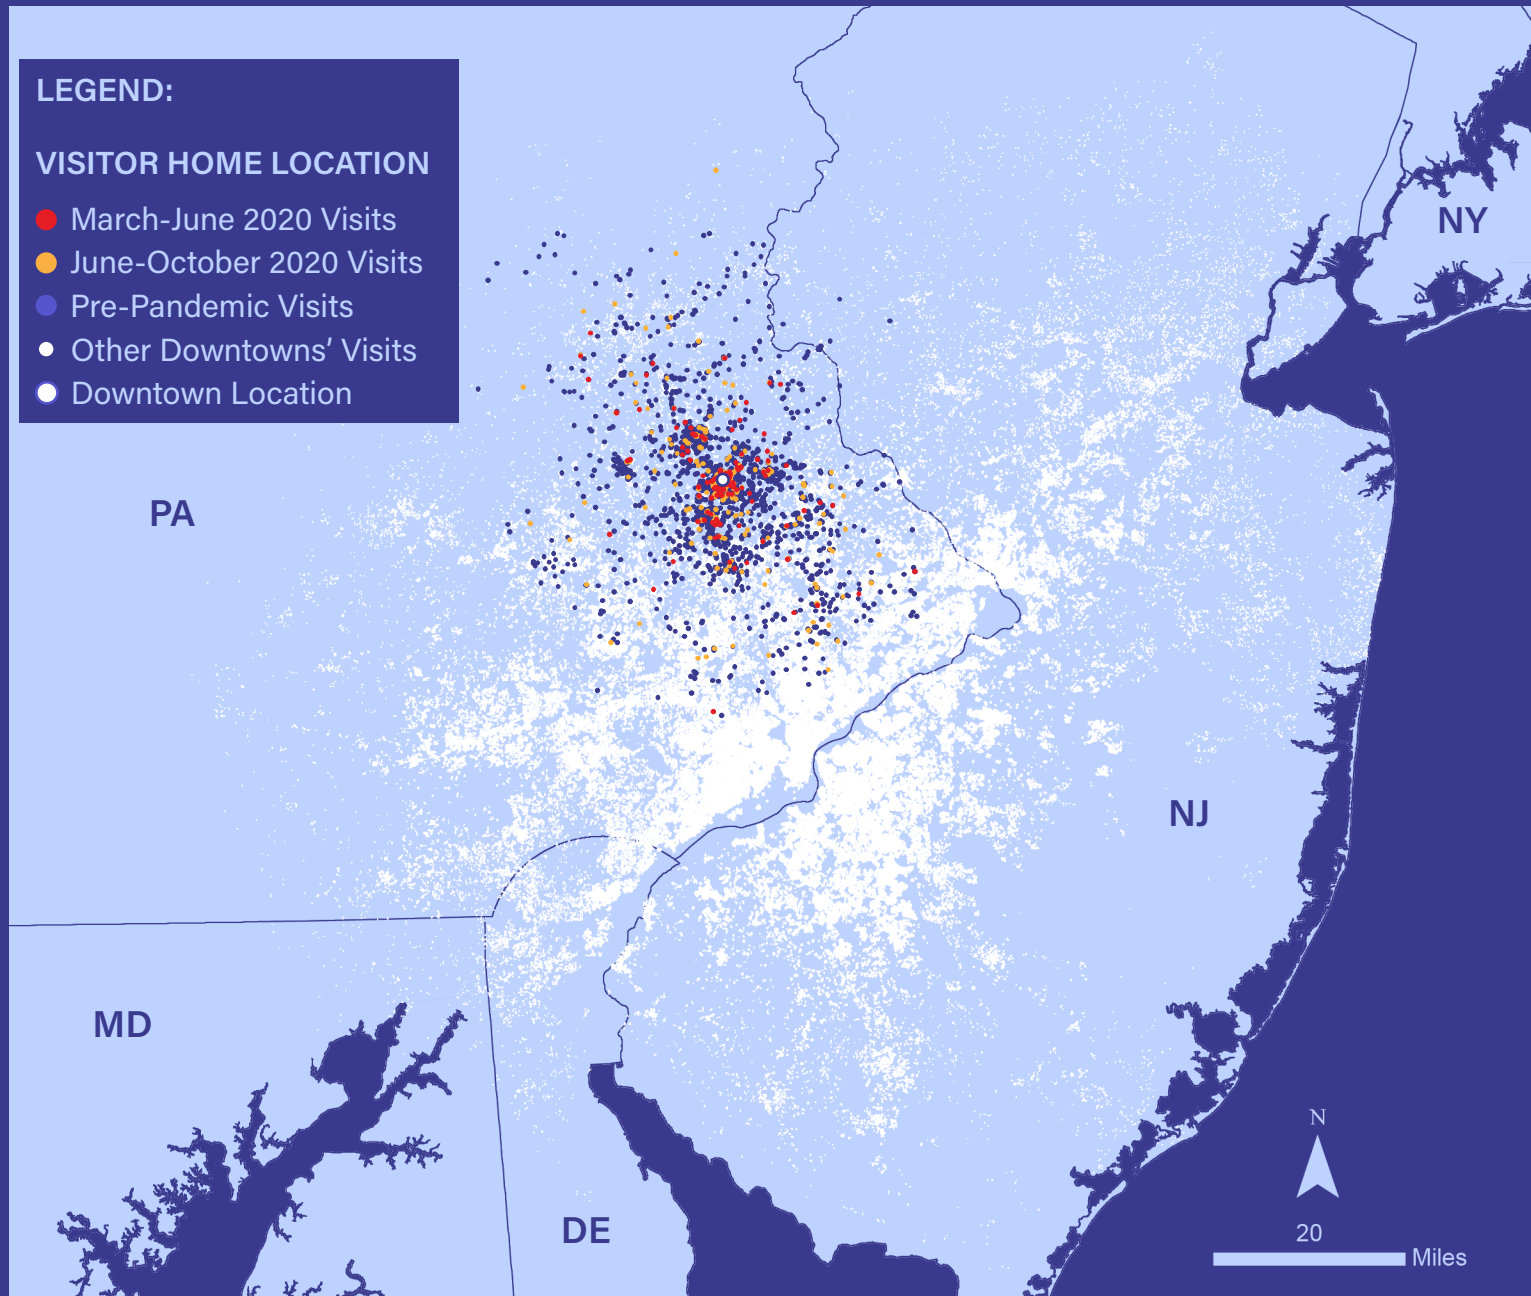 LEGEND:
VISITOR HOME LOCATION
March-June 2020 Visits
June-October 2020 Visits
Pre-Pandemic Visits
Other Downtowns’ Visits
Downtown Location
NY
PA
NJ
MD
N
DE
20
Miles